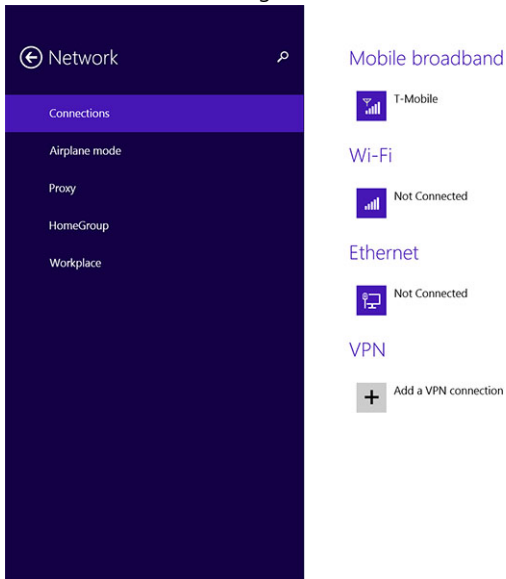 Network
Connections
Airplane mode
Proxy
HomeGroup
Workplace
Mobile broadband
T-Mobile
Wi-Fi
Not Connected
Ethernet
Not Connected
VPN
Add a VPN connection